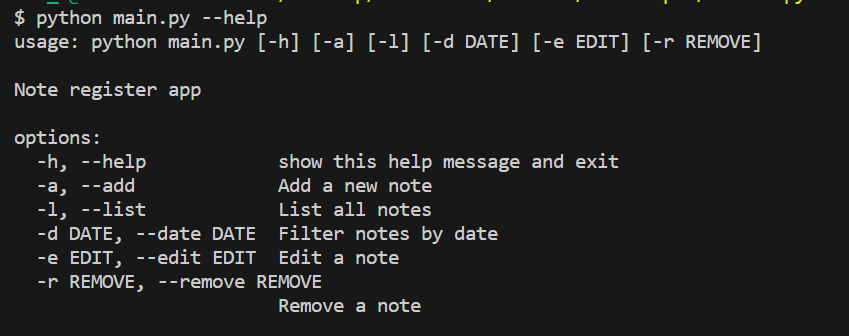 $ python main.py --help
usage: python main.py [-h] [-a] [-l] [-d DATE] [-e EDIT] [-r REMOVE]
Note register app
options:
-h, --help show this help message and exit
-a, --add Add a new note
-l, --list List all notes
-d DATE, --date DATE Filter notes by date
-e EDIT, --edit EDIT Edit a note
-r REMOVE, --remove REMOVE
Remove a note